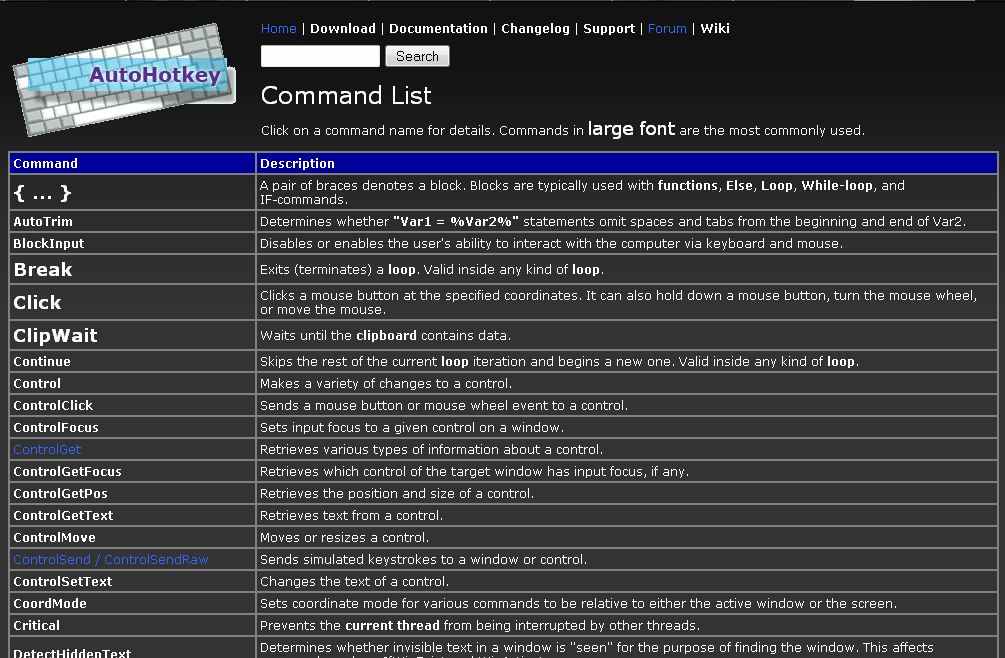 Home | Download | Documentation | Changelog | Support | Forum | Wiki
AutoHotkey
Search
Command List
Click on a command name for details. Commands in large font are the most commonly used.
Command Description
{ ... } A pair of braces denotes a block. Blocks are typically used with functions, Else, Loop, While-loop, and
IF-commands.
AutoTrim Determines whether "Var1 = %Var2%" statements omit spaces and tabs from the beginning and end of Var2.
BlockInput Disables or enables the user's ability to interact with the computer via keyboard and mouse.
Break Exits (terminates) a loop. Valid inside any kind of loop.
Click Clicks a mouse button at the specified coordinates. It can also hold down a mouse button, turn the mouse wheel,
or move the mouse.
ClipWait Waits until the clipboard contains data.
Continue Skips the rest of the current loop iteration and begins a new one. Valid inside any kind of loop.
Control Makes a variety of changes to a control.
ControlClick Sends a mouse button or mouse wheel event to a control.
ControlFocus Sets input focus to a given control on a window.
ControlGet Retrieves various types of information about a control.
ControlGetFocus Retrieves which control of the target window has input focus, if any.
ControlGetPos Retrieves the position and size of a control.
ControlGetText Retrieves text from a control.
ControlMove Moves or resizes a control.
ControlSend / ControlSendRaw Sends simulated keystrokes to a window or control.
ControlSetText Changes the text of a control.
CoordMode Sets coordinate mode for various commands to be relative to either the active window or the screen.
Critical Prevents the current thread from being interrupted by other threads.
DetectHiddenText Determines whether invisible text in a window is "seen" for the purpose of finding the window. This affects